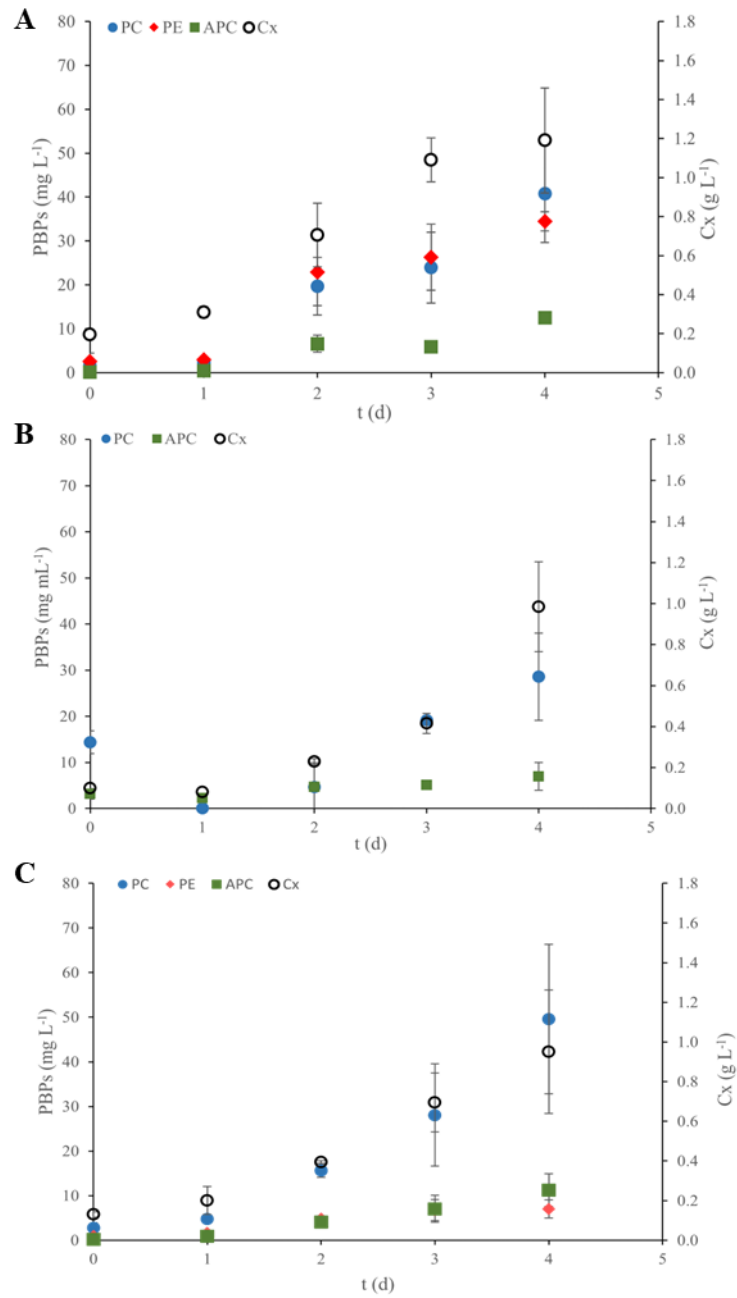 A
PC PE APC Cx
80 1.8
70 1.6
60 1.4
50 1.2
40 1.0
30 0.8
20 0.6
10 0.4
0 0.2
0.0
PBPs (mg L-1)
Cx (g L-1)
0 1 2 3 4 5
t (d)
B
PC APC Cx
80 1.8
70 1.6
60 1.4
50 1.2
40 1.0
30 0.8
20 0.6
10 0.4
0 0.2
0.0
PBPs (mg mL-1)
Cx (g L-1)
0 1 2 3 4 5
t (d)
C
PC PE APC Cx
80 1.8
70 1.6
60 1.4
50 1.2
40 1.0
30 0.8
20 0.6
10 0.4
0 0.2
0.0
PBPs (mg L-1)
Cx (g L-1)
0 1 2 3 4 5
t (d)